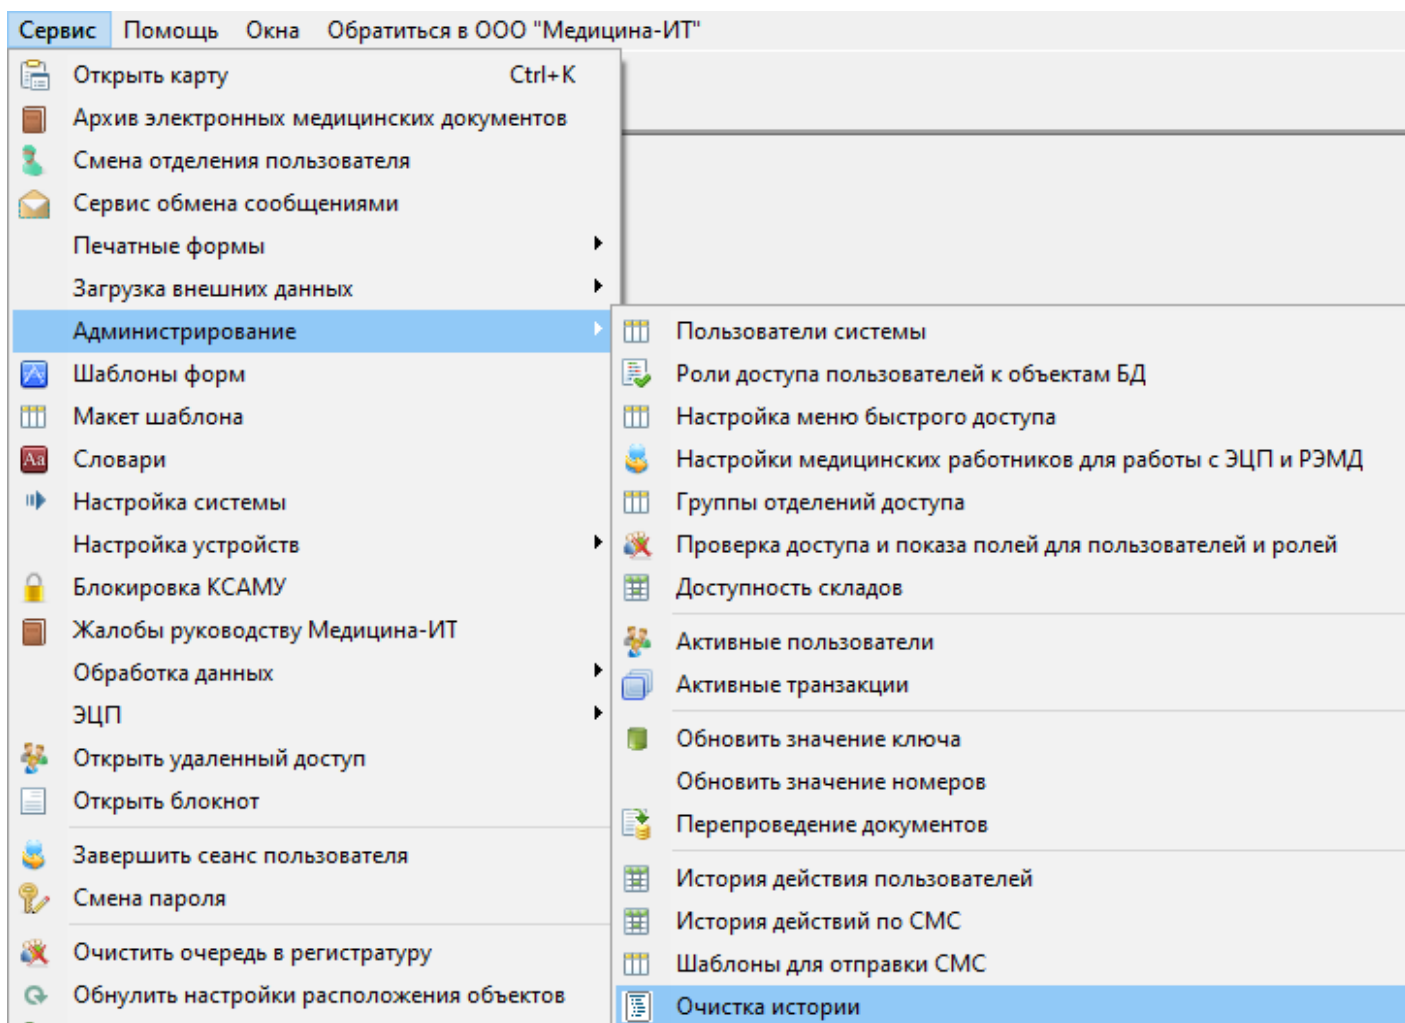 Сервис Помощь Окна Обратиться в ООО "Медицина-ИТ"
Открыть карту Ctrl+K
Архив электронных медицинских документов
Смена отделения пользователя
Сервис обмена сообщениями
Печатные формы
Загрузка внешних данных
Администрирование
Шаблоны форм
Макет шаблона
Словари
Настройка системы
Настройка устройств
Блокировка КСАМУ
Жалобы руководству Медицина-ИТ
Обработка данных
ЭЦП
Открыть удаленный доступ
Открыть блокнот
Завершить сеанс пользователя
Смена пароля
Очистить очередь в регистратуру
Обнулить настройки расположения объектов
Пользователи системы
Роли доступа пользователей к объектам БД
Настройка меню быстрого доступа
Настройки медицинских работников для работы с ЭЦП и РЭМД
Группы отделений доступа
Проверка доступа и показа полей для пользователей и ролей
Доступность складов
Активные пользователи
Активные транзакции
Обновить значение ключа
Обновить значение номеров
Перепроведение документов
История действия пользователей
История действий по СМС
Шаблоны для отправки СМС
Очистка истории